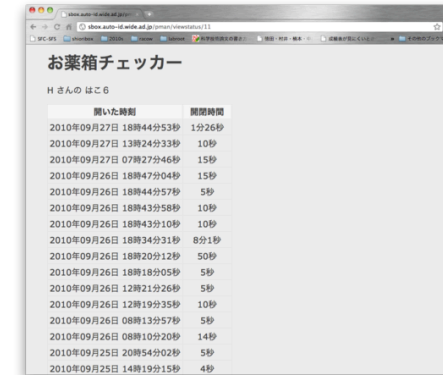 sbox.auto-id.wide.ad.jp/pman/viewstatus/11
お薬箱チェッカー
H さんの はこ６
開いた時刻 開閉時間
2010年09月27日 18時44分53秒 1分26秒
2010年09月27日 13時24分33秒 10秒
2010年09月27日 07時27分46秒 15秒
2010年09月26日 18時47分04秒 15秒
2010年09月26日 18時44分57秒 5秒
2010年09月26日 18時43分58秒 10秒
2010年09月26日 18時43分10秒 10秒
2010年09月26日 18時34分31秒 8分1秒
2010年09月26日 18時20分12秒 50秒
2010年09月26日 18時18分05秒 5秒
2010年09月26日 12時21分26秒 5秒
2010年09月26日 12時19分35秒 10秒
2010年09月26日 08時13分57秒 5秒
2010年09月26日 08時10分20秒 14秒
2010年09月25日 20時54分02秒 5秒
2010年09月25日 14時19分15秒 4秒